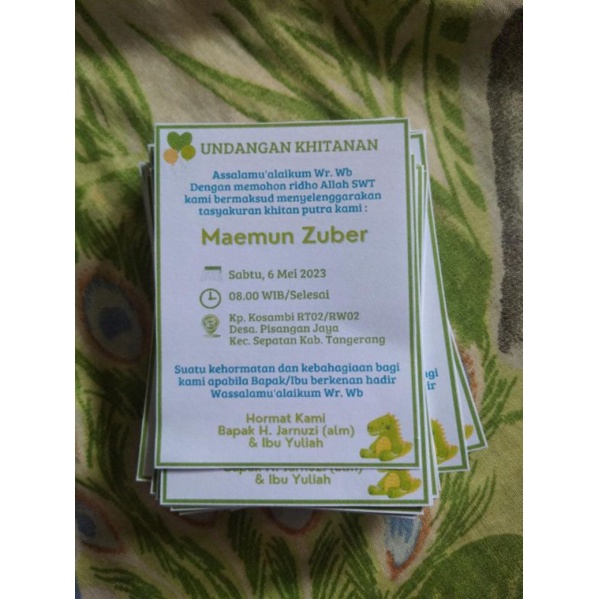 UNDANGAN KHITANAN
Assalamu'alaikum Wr. Wb
Dengan memohon ridho Allah SWT
kami bermaksud menyelenggarakan
tasyakuran khitan putra kami :
Maemun Zuber
Sabtu, 6 Mei 2023
08.00 WIB/Selesai
Kp. Kosambi RT02/RW02
Desa. Pisangan Jaya
Kec. Sepatan Kab. Tangerang
Suatu kehormatan dan kebahagiaan bagi
kami apabila Bapak/Ibu berkenan hadir
Wassalamu'alaikum Wr. Wb
Hormat Kami
Bapak H. Jarnuzi (alm)
& Ibu Yuliah
& Ibu Yuliah